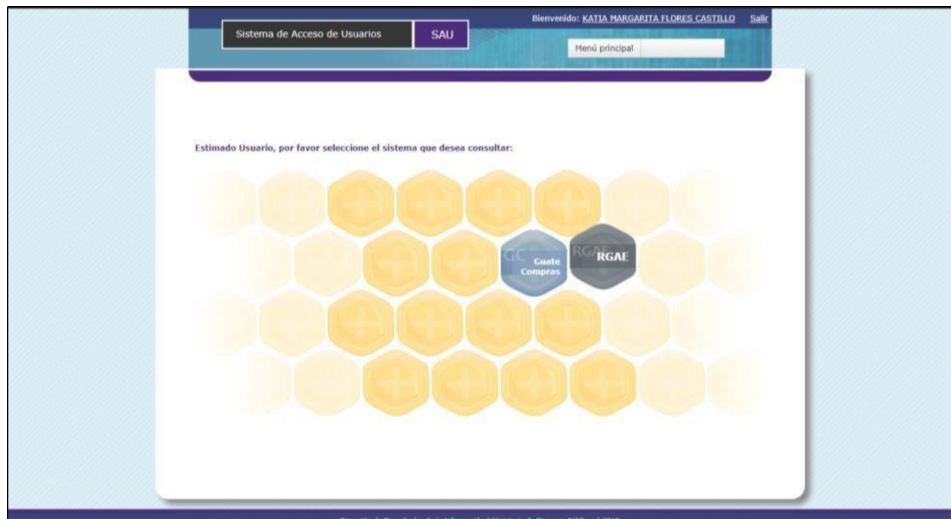 Bienvenido: KATIA MARGARITA FLORES CASTILLO Salir
Sistema de Acceso de Usuarios SAU
Menú principal
Estimado Usuario, por favor seleccione el sistema que desea consultar:
GC Guate
Compras
RGAE RGAE